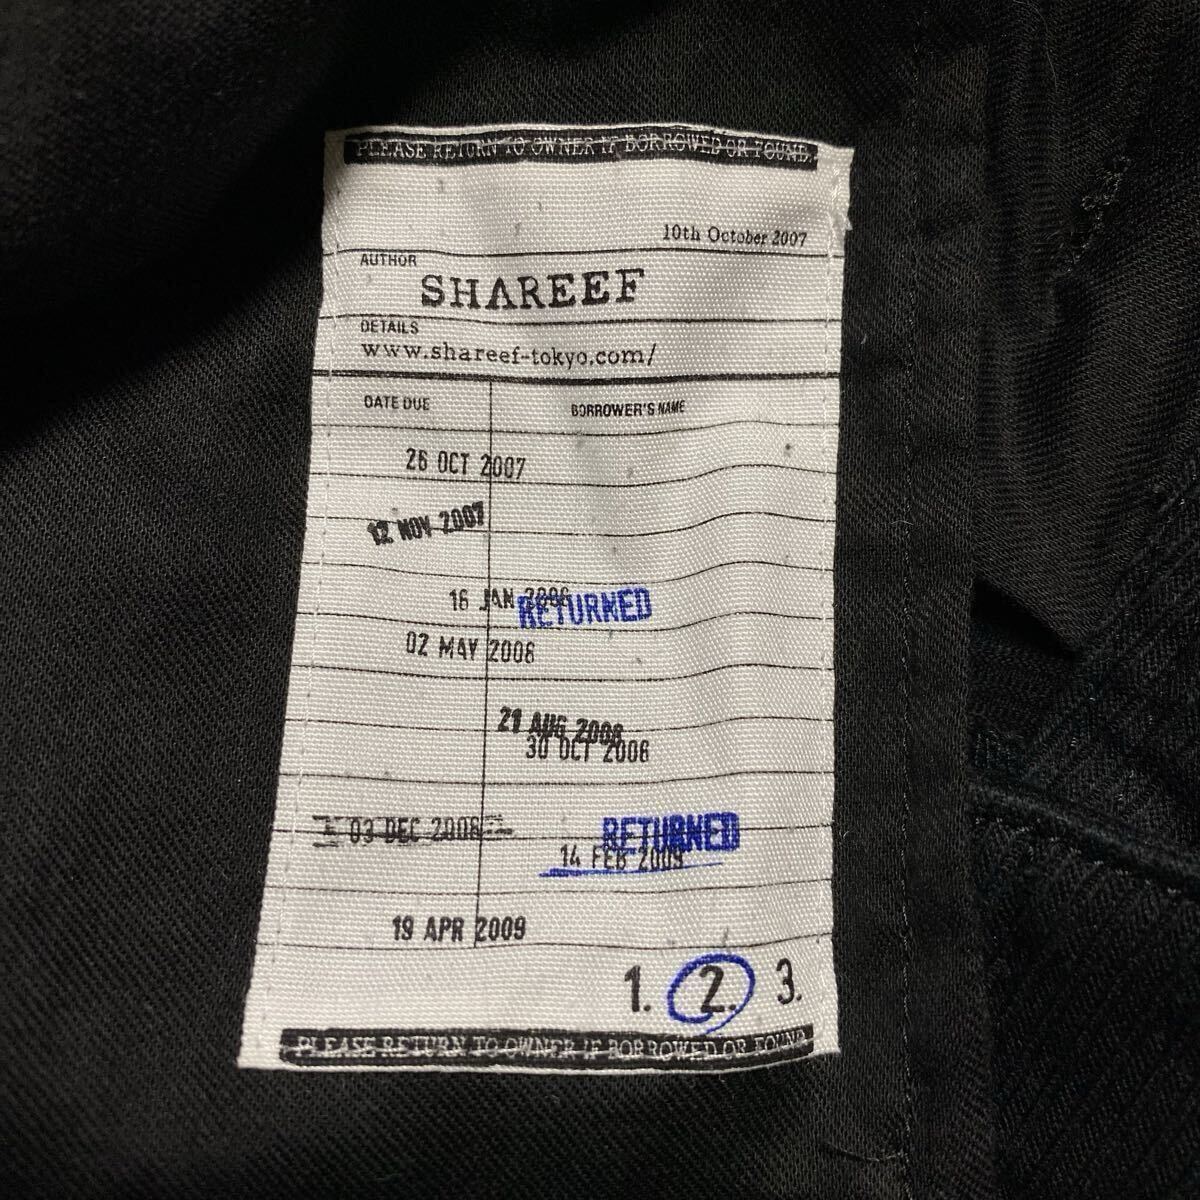 PLEASE RETURN TO OWNER IF BORROWED OR FOUND.
10th October 2007
AUTHOR
SHAREEF
DETAILS
www.shareef-tokyo.com/
DATE DUE BORROWER'S NAME
26 OCT 2007
12 NOV 2007
16 JAN 2008 RETURNED
02 MAY 2008
21 AUG 2008
30 OCT 2008
03 DEC 2008 RETURNED
14 FEB 2009
19 APR 2009
1. 2. 3.
PLEASE RETURN TO OWNER IF BORROWED OR FOUND.